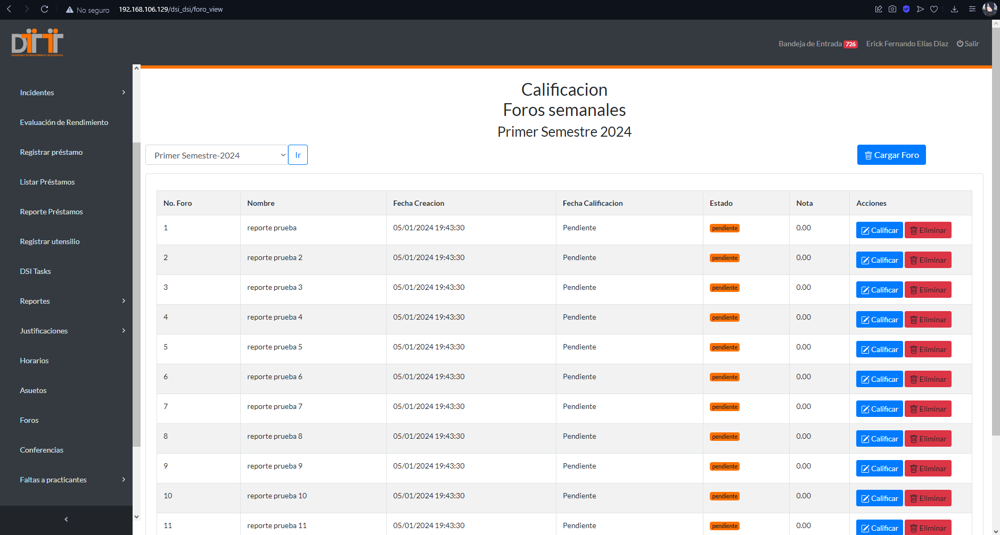 No seguro 192.168.106.129/dsi_dsi/foro_view
DTT
DESARROLLO DE TRANSFERENCIA TECNOLÓGICA
Bandeja de Entrada 726 Erick Fernando Elías Diaz Salir
Incidentes
Evaluación de Rendimiento
Registrar préstamo
Listar Préstamos
Reporte Préstamos
Registrar utensilio
DSI Tasks
Reportes
Justificaciones
Horarios
Asuetos
Foros
Conferencias
Faltas a practicantes
Calificacion
Foros semanales
Primer Semestre 2024
Primer Semestre-2024 Ir Cargar Foro
No. Foro Nombre Fecha Creacion Fecha Calificacion Estado Nota Acciones
1 reporte prueba 05/01/2024 19:43:30 Pendiente pendiente 0.00 Calificar Eliminar
2 reporte prueba 2 05/01/2024 19:43:30 Pendiente pendiente 0.00 Calificar Eliminar
3 reporte prueba 3 05/01/2024 19:43:30 Pendiente pendiente 0.00 Calificar Eliminar
4 reporte prueba 4 05/01/2024 19:43:30 Pendiente pendiente 0.00 Calificar Eliminar
5 reporte prueba 5 05/01/2024 19:43:30 Pendiente pendiente 0.00 Calificar Eliminar
6 reporte prueba 6 05/01/2024 19:43:30 Pendiente pendiente 0.00 Calificar Eliminar
7 reporte prueba 7 05/01/2024 19:43:30 Pendiente pendiente 0.00 Calificar Eliminar
8 reporte prueba 8 05/01/2024 19:43:30 Pendiente pendiente 0.00 Calificar Eliminar
9 reporte prueba 9 05/01/2024 19:43:30 Pendiente pendiente 0.00 Calificar Eliminar
10 reporte prueba 10 05/01/2024 19:43:30 Pendiente pendiente 0.00 Calificar Eliminar
11 reporte prueba 11 05/01/2024 19:43:30 Pendiente pendiente 0.00 Calificar Eliminar